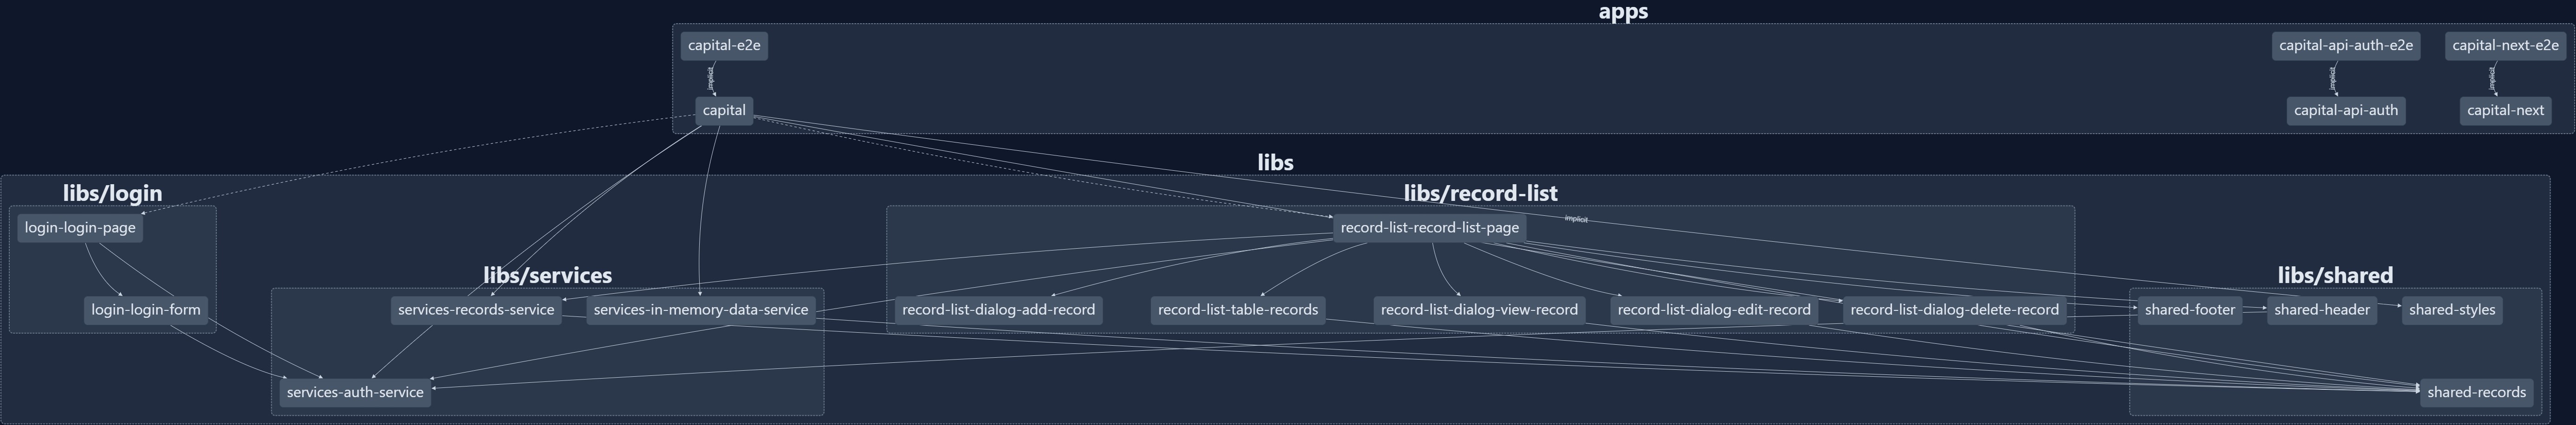 apps
capital-e2e
capital-api-auth-e2e
capital-next-e2e
implicit
implicit
implicit
capital
capital-api-auth
capital-next
libs
libs/login
libs/record-list
implicit
login-login-page
record-list-record-list-page
libs/services
libs/shared
login-login-form
services-records-service
services-in-memory-data-service
record-list-dialog-add-record
record-list-table-records
record-list-dialog-view-record
record-list-dialog-edit-record
record-list-dialog-delete-record
shared-footer
shared-header
shared-styles
services-auth-service
shared-records